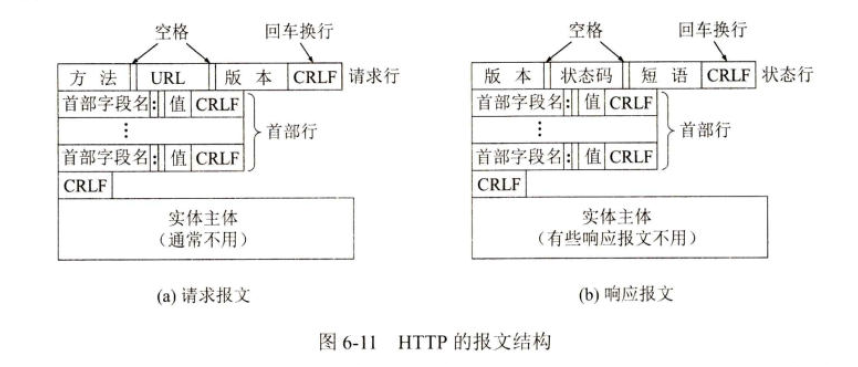 空格
回车换行
方 法 URL 版 本 CRLF 请求行
首部字段名: 值 CRLF
⋮
首部行
首部字段名: 值 CRLF
CRLF
实体主体
（通常不用）
(a) 请求报文
空格
回车换行
版 本 状态码 短 语 CRLF 状态行
首部字段名: 值 CRLF
⋮
首部行
首部字段名: 值 CRLF
CRLF
实体主体
（有些响应报文不用）
(b) 响应报文
图 6-11 HTTP 的报文结构